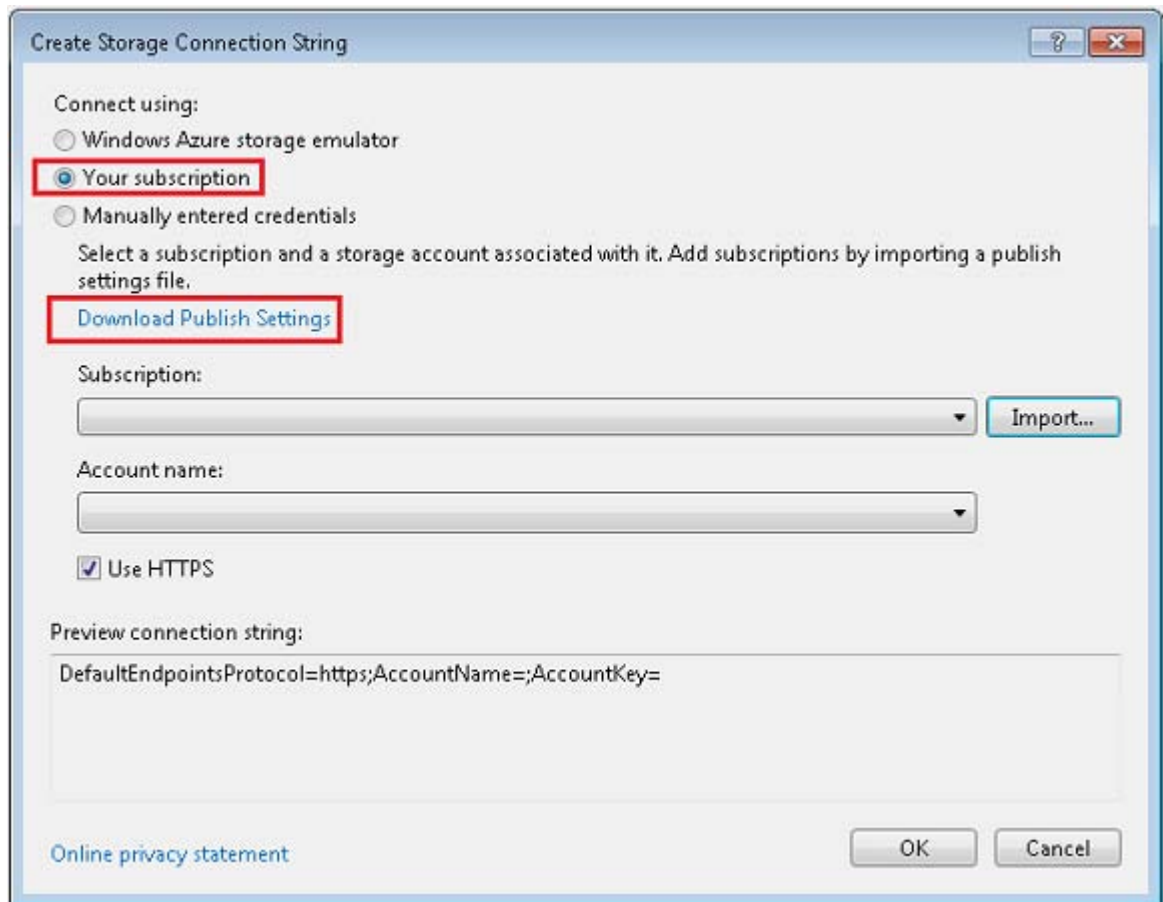 Create Storage Connection String
Connect using:
Windows Azure storage emulator
Your subscription
Manually entered credentials
Select a subscription and a storage account associated with it. Add subscriptions by importing a publish
settings file.
Download Publish Settings
Subscription:
Import...
Account name:
Use HTTPS
Preview connection string:
DefaultEndpointsProtocol=https;AccountName=;AccountKey=
Online privacy statement
OK
Cancel